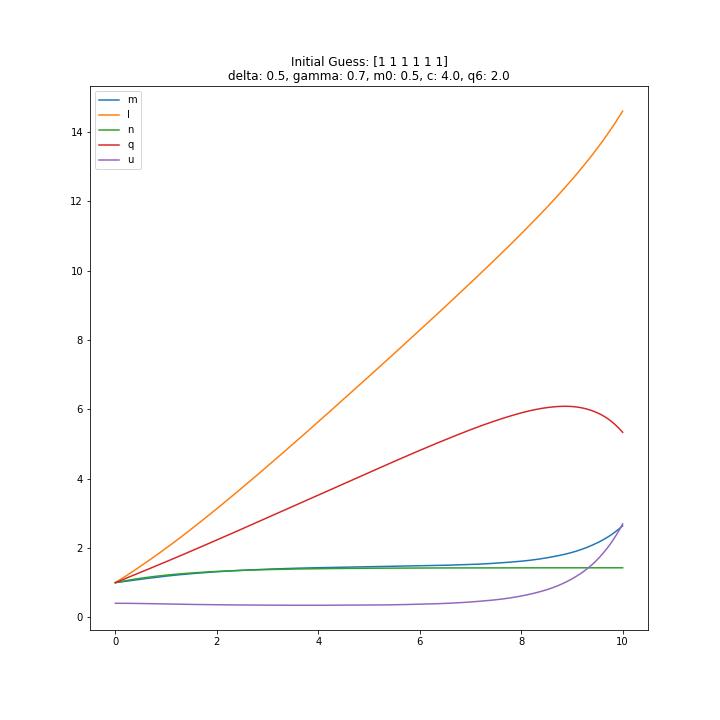 Initial Guess: [1 1 1 1 1 1]
delta: 0.5, gamma: 0.7, m0: 0.5, c: 4.0, q6: 2.0
m
l
n
q
u
14
12
10
8
6
4
2
0
0 2 4 6 8 10